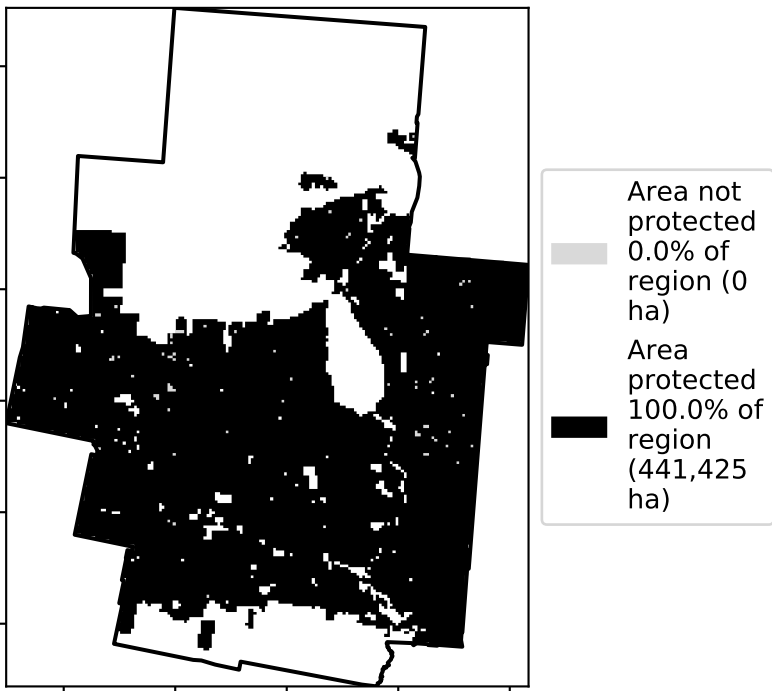 Area not
protected
0.0% of
region (0
ha)
Area
protected
100.0% of
region
(441,425
ha)